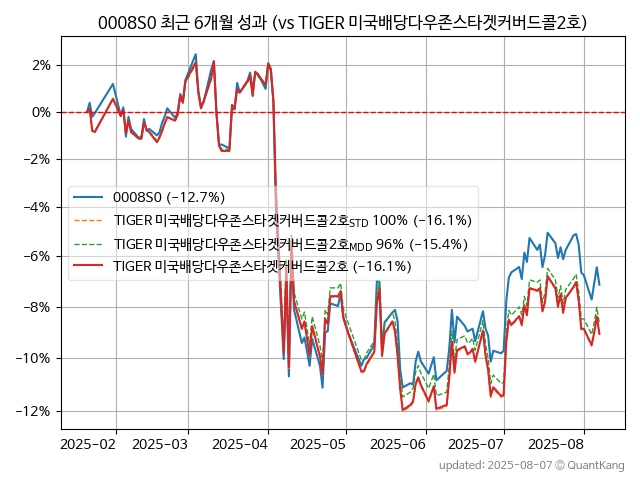 0008S0 최근 6개월 성과 (vs TIGER 미국배당다우존스타겟커버드콜2호)
2%
0%
−2%
−4%
−6%
−8%
−10%
−12%
0008S0 (−12.7%)
TIGER 미국배당다우존스타겟커버드콜2호STD 100% (−16.1%)
TIGER 미국배당다우존스타겟커버드콜2호MDD 96% (−15.4%)
TIGER 미국배당다우존스타겟커버드콜2호 (−16.1%)
2025-02 2025-03 2025-04 2025-05 2025-06 2025-07 2025-08
updated: 2025-08-07 © QuantKang